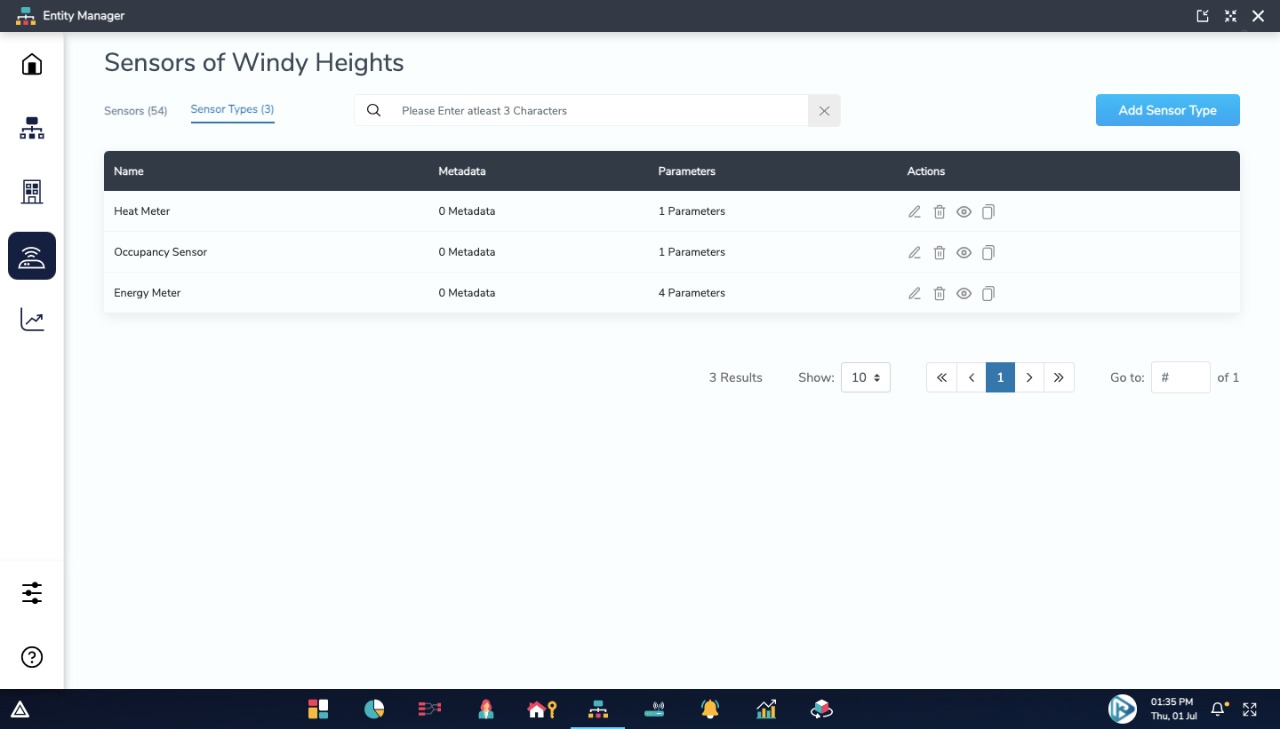 Entity Manager
Sensors of Windy Heights
Sensors (54) Sensor Types (3) Please Enter atleast 3 Characters Add Sensor Type
Name Metadata Parameters Actions
Heat Meter 0 Metadata 1 Parameters
Occupancy Sensor 0 Metadata 1 Parameters
Energy Meter 0 Metadata 4 Parameters
3 Results Show: 10 « ‹ 1 › » Go to: # of 1
01:35 PM
Thu, 01 Jul